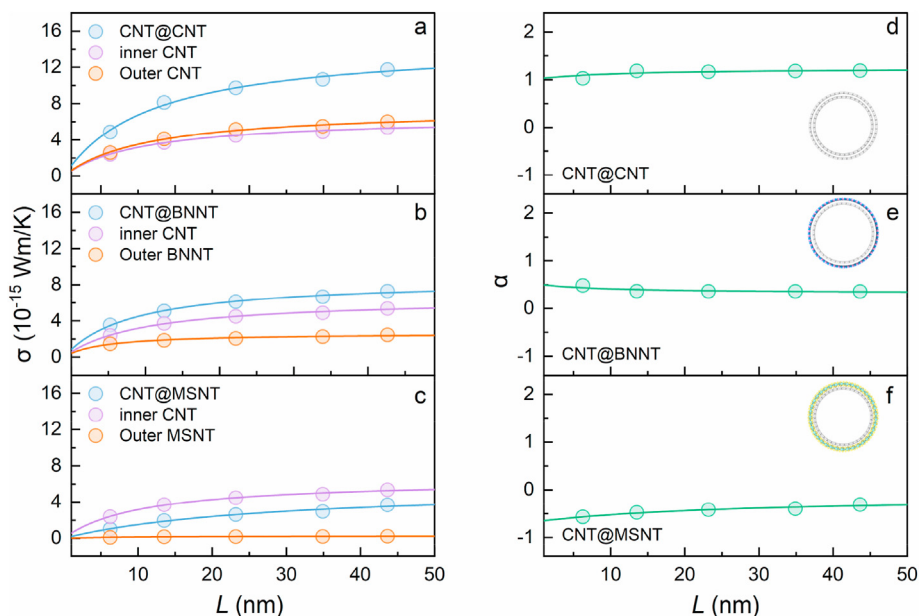 a
CNT@CNT
inner CNT
Outer CNT
16
12
8
4
0
b
CNT@BNNT
inner CNT
Outer BNNT
16
12
8
4
0
c
CNT@MSNT
inner CNT
Outer MSNT
16
12
8
4
0
σ (10⁻¹⁵ Wm/K)
0 10 20 30 40 50
L (nm)
d
2
1
0
-1
CNT@CNT
e
2
1
0
-1
CNT@BNNT
f
2
1
0
-1
CNT@MSNT
α
0 10 20 30 40 50
L (nm)